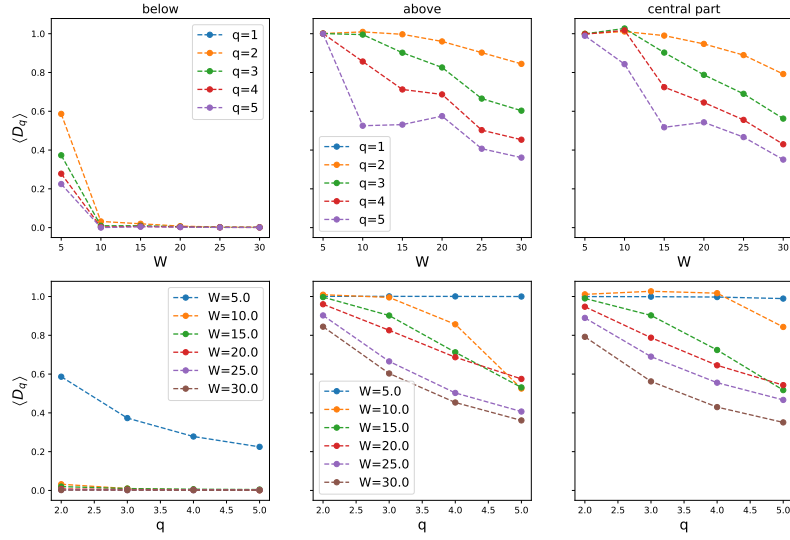 below
above
central part
⟨D_q⟩
1.0
0.8
0.6
0.4
0.2
0.0
q=1
q=2
q=3
q=4
q=5
q=1
q=2
q=3
q=4
q=5
5 10 15 20 25 30
5 10 15 20 25 30
5 10 15 20 25 30
W
W
W
⟨D_q⟩
1.0
0.8
0.6
0.4
0.2
0.0
W=5.0
W=10.0
W=15.0
W=20.0
W=25.0
W=30.0
W=5.0
W=10.0
W=15.0
W=20.0
W=25.0
W=30.0
2.0 2.5 3.0 3.5 4.0 4.5 5.0
2.0 2.5 3.0 3.5 4.0 4.5 5.0
2.0 2.5 3.0 3.5 4.0 4.5 5.0
q
q
q